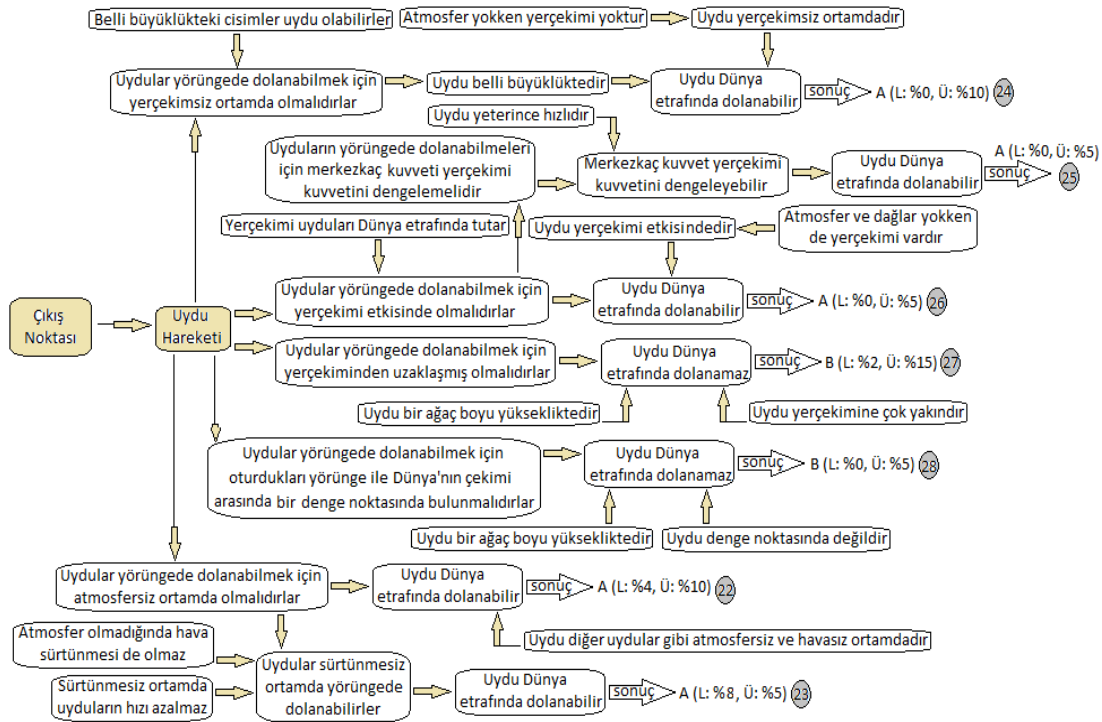 Belli büyüklükteki cisimler uydu olabilirler
Atmosfer yokken yerçekimi yoktur
Uydu yerçekimsiz ortamdadır
Uydular yörüngede dolanabilmek için
yerçekimsiz ortamda olmalıdırlar
Uydu belli büyüklüktedir
Uydu Dünya
etrafında dolanabilir
sonuç
A (L: %0, Ü: %10)
24
Uydu yeterince hızlıdır
Uyduların yörüngede dolanabilmeleri
için merkezkaç kuvveti yerçekimi
kuvvetini dengelemelidir
Merkezkaç kuvvet yerçekimi
kuvvetini dengeleyebilir
Uydu Dünya
etrafında dolanabilir
sonuç
A (L: %0, Ü: %5)
25
Yerçekimi uyduları Dünya etrafında tutar
Uydu yerçekimi etkisindedir
Atmosfer ve dağlar yokken
de yerçekimi vardır
Çıkış
Noktası
Uydu
Hareketi
Uydular yörüngede dolanabilmek için
yerçekimi etkisinde olmalıdırlar
Uydu Dünya
etrafında dolanabilir
sonuç
A (L: %0, Ü: %5)
26
Uydular yörüngede dolanabilmek için
yerçekiminden uzaklaşmış olmalıdırlar
Uydu Dünya
etrafında dolanamaz
sonuç
B (L: %2, Ü: %15)
27
Uydu bir ağaç boyu yüksekliktedir
Uydu yerçekimine çok yakındır
Uydular yörüngede dolanabilmek için
oturdukları yörünge ile Dünya'nın çekimi
arasında bir denge noktasında bulunmalıdırlar
Uydu Dünya
etrafında dolanamaz
sonuç
B (L: %0, Ü: %5)
28
Uydu bir ağaç boyu yüksekliktedir
Uydu denge noktasında değildir
Uydular yörüngede dolanabilmek için
atmosfersiz ortamda olmalıdırlar
Uydu Dünya
etrafında dolanabilir
sonuç
A (L: %4, Ü: %10)
22
Uydu diğer uydular gibi atmosfersiz ve havasız ortamdadır
Atmosfer olmadığında hava
sürtünmesi de olmaz
Sürtünmesiz ortamda
uyduların hızı azalmaz
Uydular sürtünmesiz
ortamda yörüngede
dolanabilirler
Uydu Dünya
etrafında dolanabilir
sonuç
A (L: %8, Ü: %5)
23